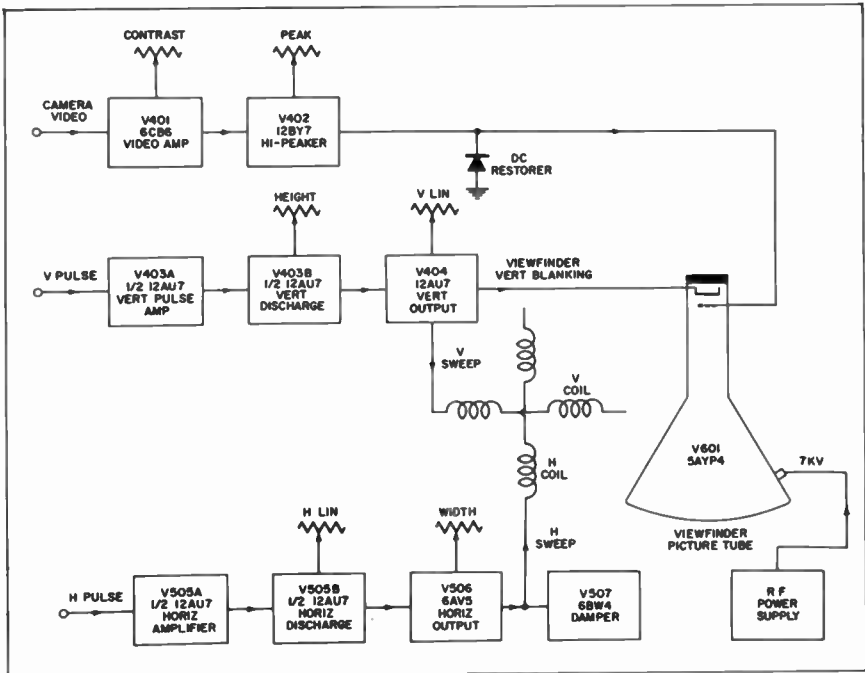 CONTRAST
PEAK
CAMERA
VIDEO
V401
6CB6
VIDEO AMP
V402
12BY7
HI-PEAKER
DC
RESTORER
HEIGHT
V LIN
V PULSE
V403A
1/2 12AU7
VERT PULSE
AMP
V403B
1/2 12AU7
VERT
DISCHARGE
V404
12AU7
VERT
OUTPUT
VIEWFINDER
VERT BLANKING
V
SWEEP
V
COIL
H
COIL
V601
5AYP4
7KV
VIEWFINDER
PICTURE TUBE
H LIN
WIDTH
H
SWEEP
H PULSE
V505A
1/2 12AU7
HORIZ
AMPLIFIER
V505B
1/2 12AU7
HORIZ
DISCHARGE
V506
6AV5
HORIZ
OUTPUT
V507
6BW4
DAMPER
RF
POWER
SUPPLY